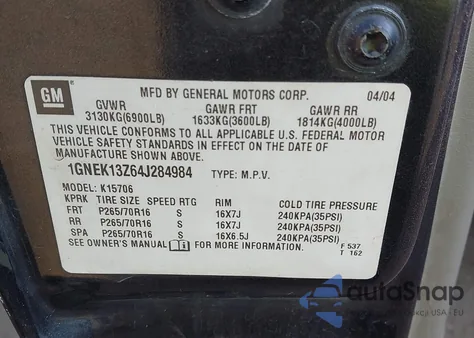 GM
MFD BY GENERAL MOTORS CORP. 04/04
GVWR GAWR FRT GAWR RR
3130KG(6900LB) 1633KG(3600LB) 1814KG(4000LB)
THIS VEHICLE CONFORMS TO ALL APPLICABLE U.S. FEDERAL MOTOR
VEHICLE SAFETY STANDARDS IN EFFECT ON THE DATE OF
MANUFACTURE SHOWN ABOVE.
1GNEK13Z64J284984 TYPE: M.P.V.
MODEL: K15706
KPRK TIRE SIZE SPEED RTG RIM COLD TIRE PRESSURE
FRT P265/70R16 S 16X7J 240KPA(35PSI)
RR P265/70R16 S 16X7J 240KPA(35PSI)
SPA P265/70R16 S 16X6.5J 240KPA(35PSI)
SEE OWNER'S MANUAL FOR MORE INFORMATION. F 537
T 162
autoSnap
USA - EU